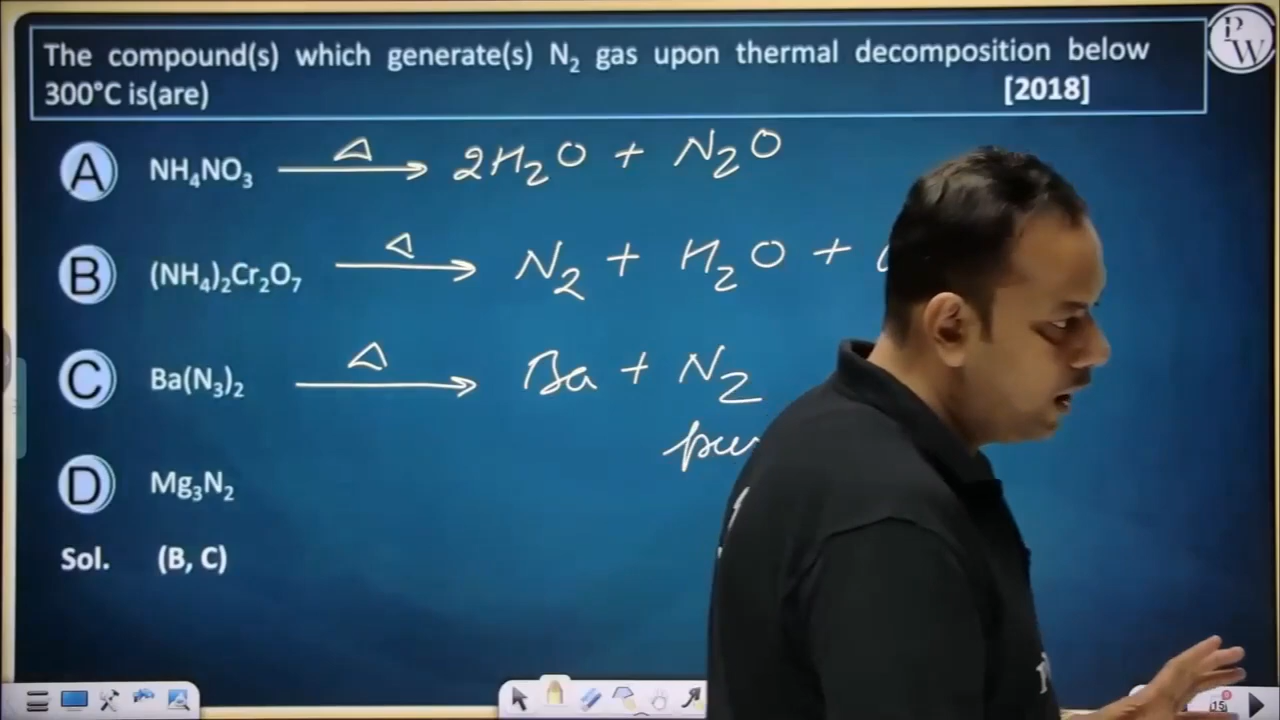 The compound(s) which generate(s) N₂ gas upon thermal decomposition below
300°C is(are) [2018]
PW
A NH₄NO₃ —Δ→ 2H₂O + N₂O
B (NH₄)₂Cr₂O₇ —Δ→ N₂ + H₂O +
C Ba(N₃)₂ —Δ→ Ba + N₂
D Mg₃N₂
Sol. (B, C)
15